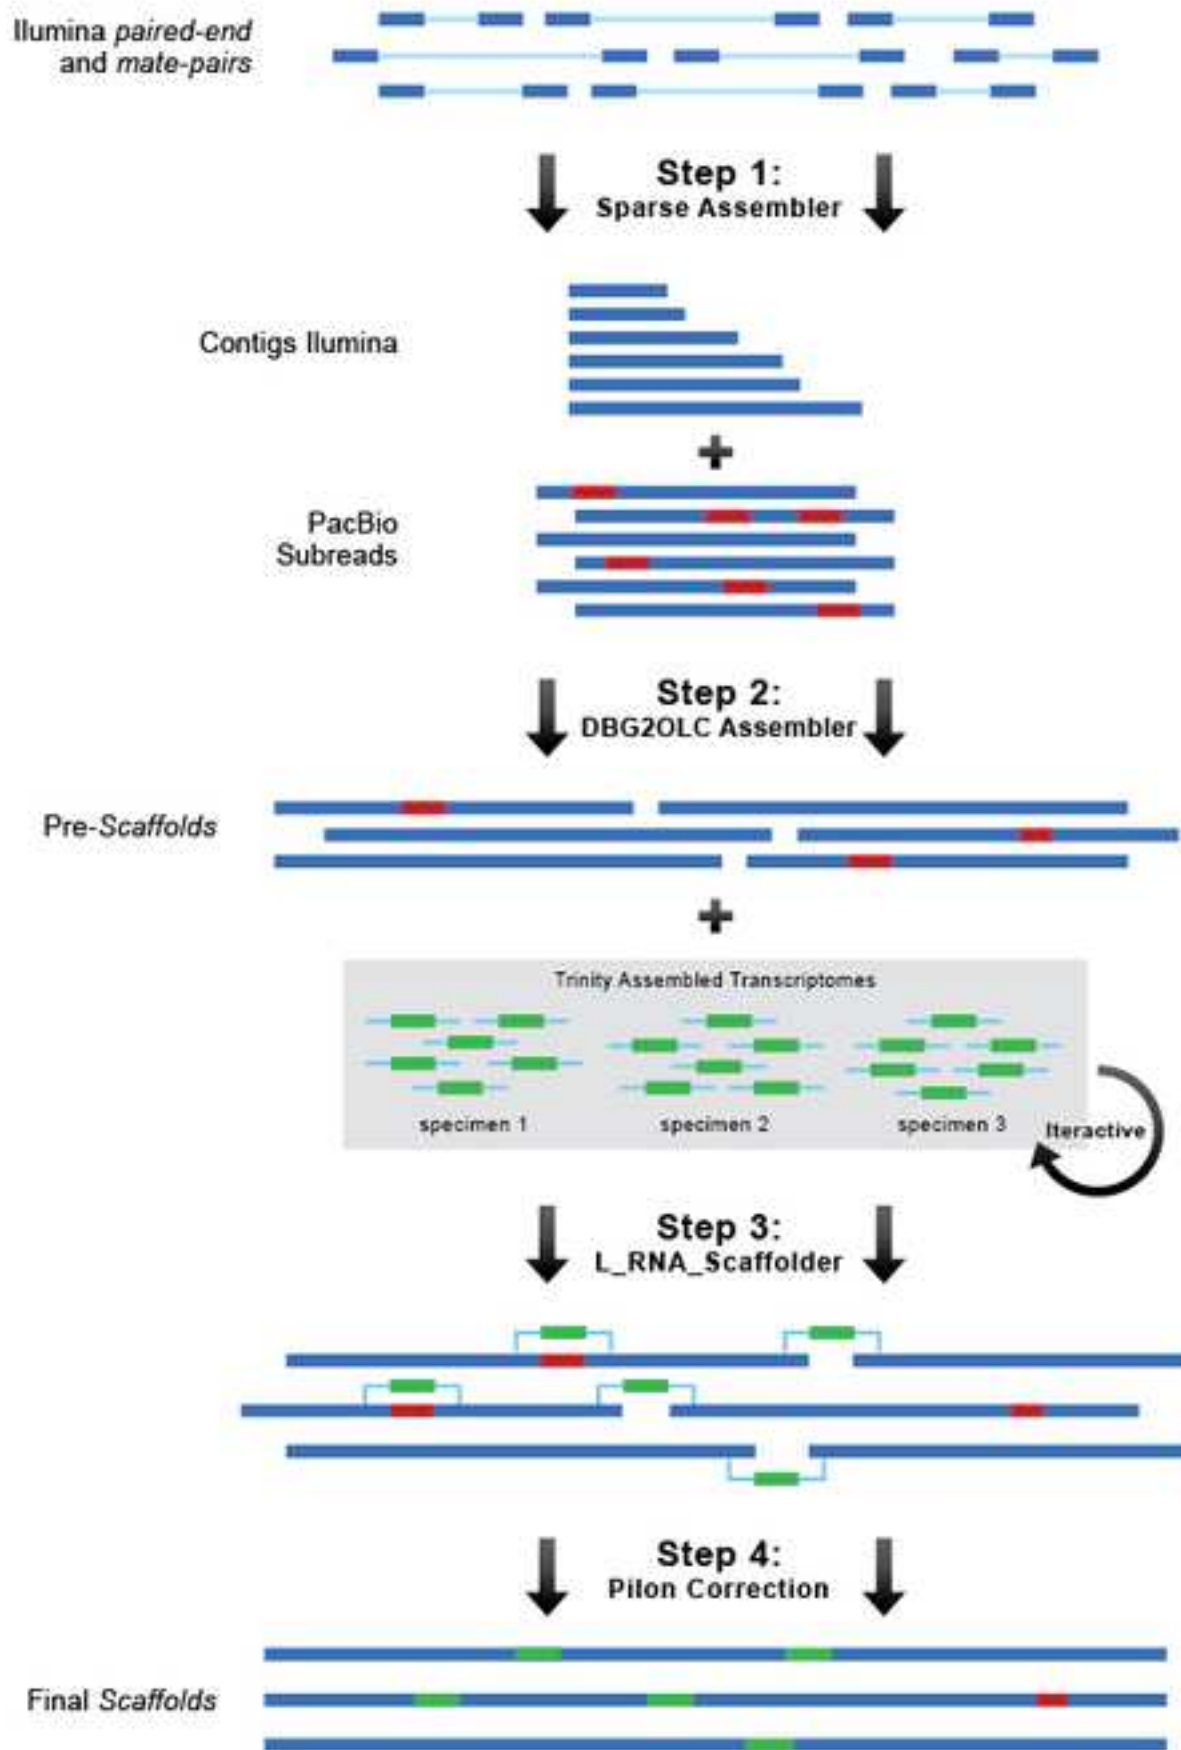 Ilumina paired-end
and mate-pairs
Step 1:
Sparse Assembler
Contigs Ilumina
PacBio
Subreads
Step 2:
DBG2OLC Assembler
Pre-Scaffolds
Trinity Assembled Transcriptomes
specimen 1
specimen 2
specimen 3
Iteractive
Step 3:
L_RNA_Scaffolder
Step 4:
Pilon Correction
Final Scaffolds